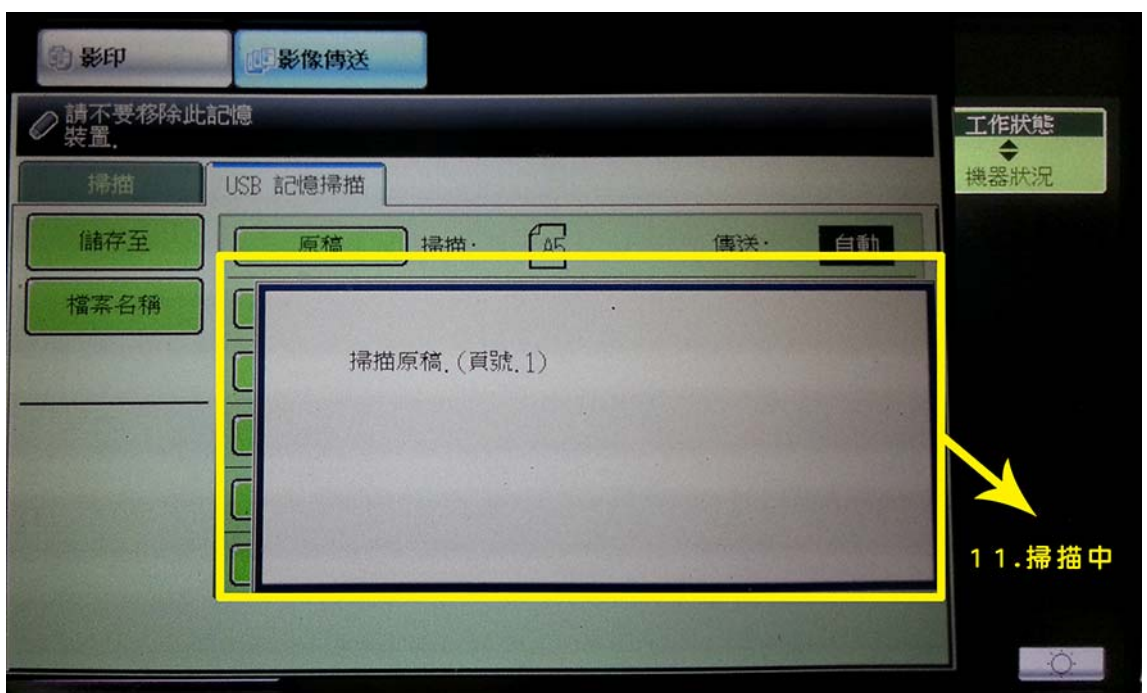 影印
影像傳送
請不要移除此記憶
裝置.
工作狀態
機器狀況
掃描
USB 記憶掃描
儲存至
原稿 掃描: A5 傳送: 自動
檔案名稱
掃描原稿.(頁號.1)
11.掃描中